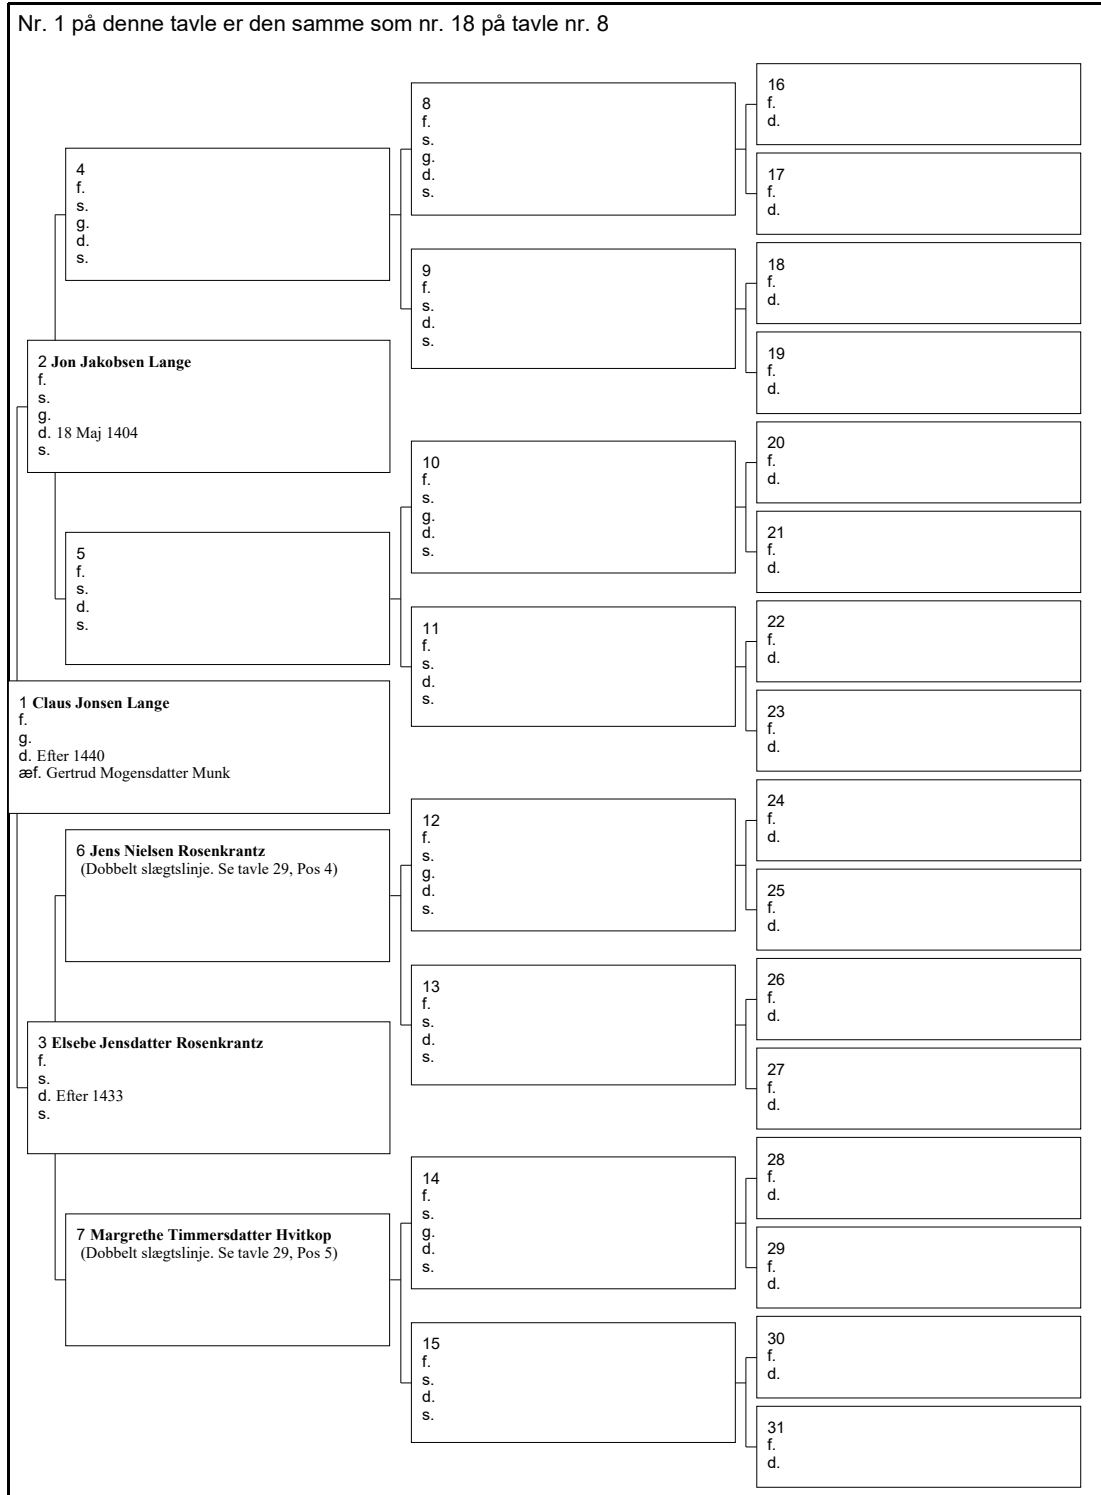 Nr. 1 på denne tavle er den samme som nr. 18 på tavle nr. 8
16
f.
d.
8
f.
s.
g.
d.
s.
17
f.
d.
4
f.
s.
g.
d.
s.
18
f.
d.
9
f.
s.
d.
s.
19
f.
d.
2 Jon Jakobsen Lange
f.
s.
g.
d. 18 Maj 1404
s.
20
f.
d.
10
f.
s.
g.
d.
s.
21
f.
d.
5
f.
s.
d.
s.
22
f.
d.
11
f.
s.
d.
s.
23
f.
d.
1 Claus Jonsen Lange
f.
g.
d. Efter 1440
æf. Gertrud Mogensdatter Munk
24
f.
d.
12
f.
s.
g.
d.
s.
25
f.
d.
6 Jens Nielsen Rosenkrantz
(Dobbelt slægtslinje. Se tavle 29, Pos 4)
26
f.
d.
13
f.
s.
d.
s.
27
f.
d.
3 Elsebe Jensdatter Rosenkrantz
f.
s.
d. Efter 1433
s.
28
f.
d.
14
f.
s.
g.
d.
s.
29
f.
d.
7 Margrethe Timmersdatter Hvitkop
(Dobbelt slægtslinje. Se tavle 29, Pos 5)
30
f.
d.
15
f.
s.
d.
s.
31
f.
d.